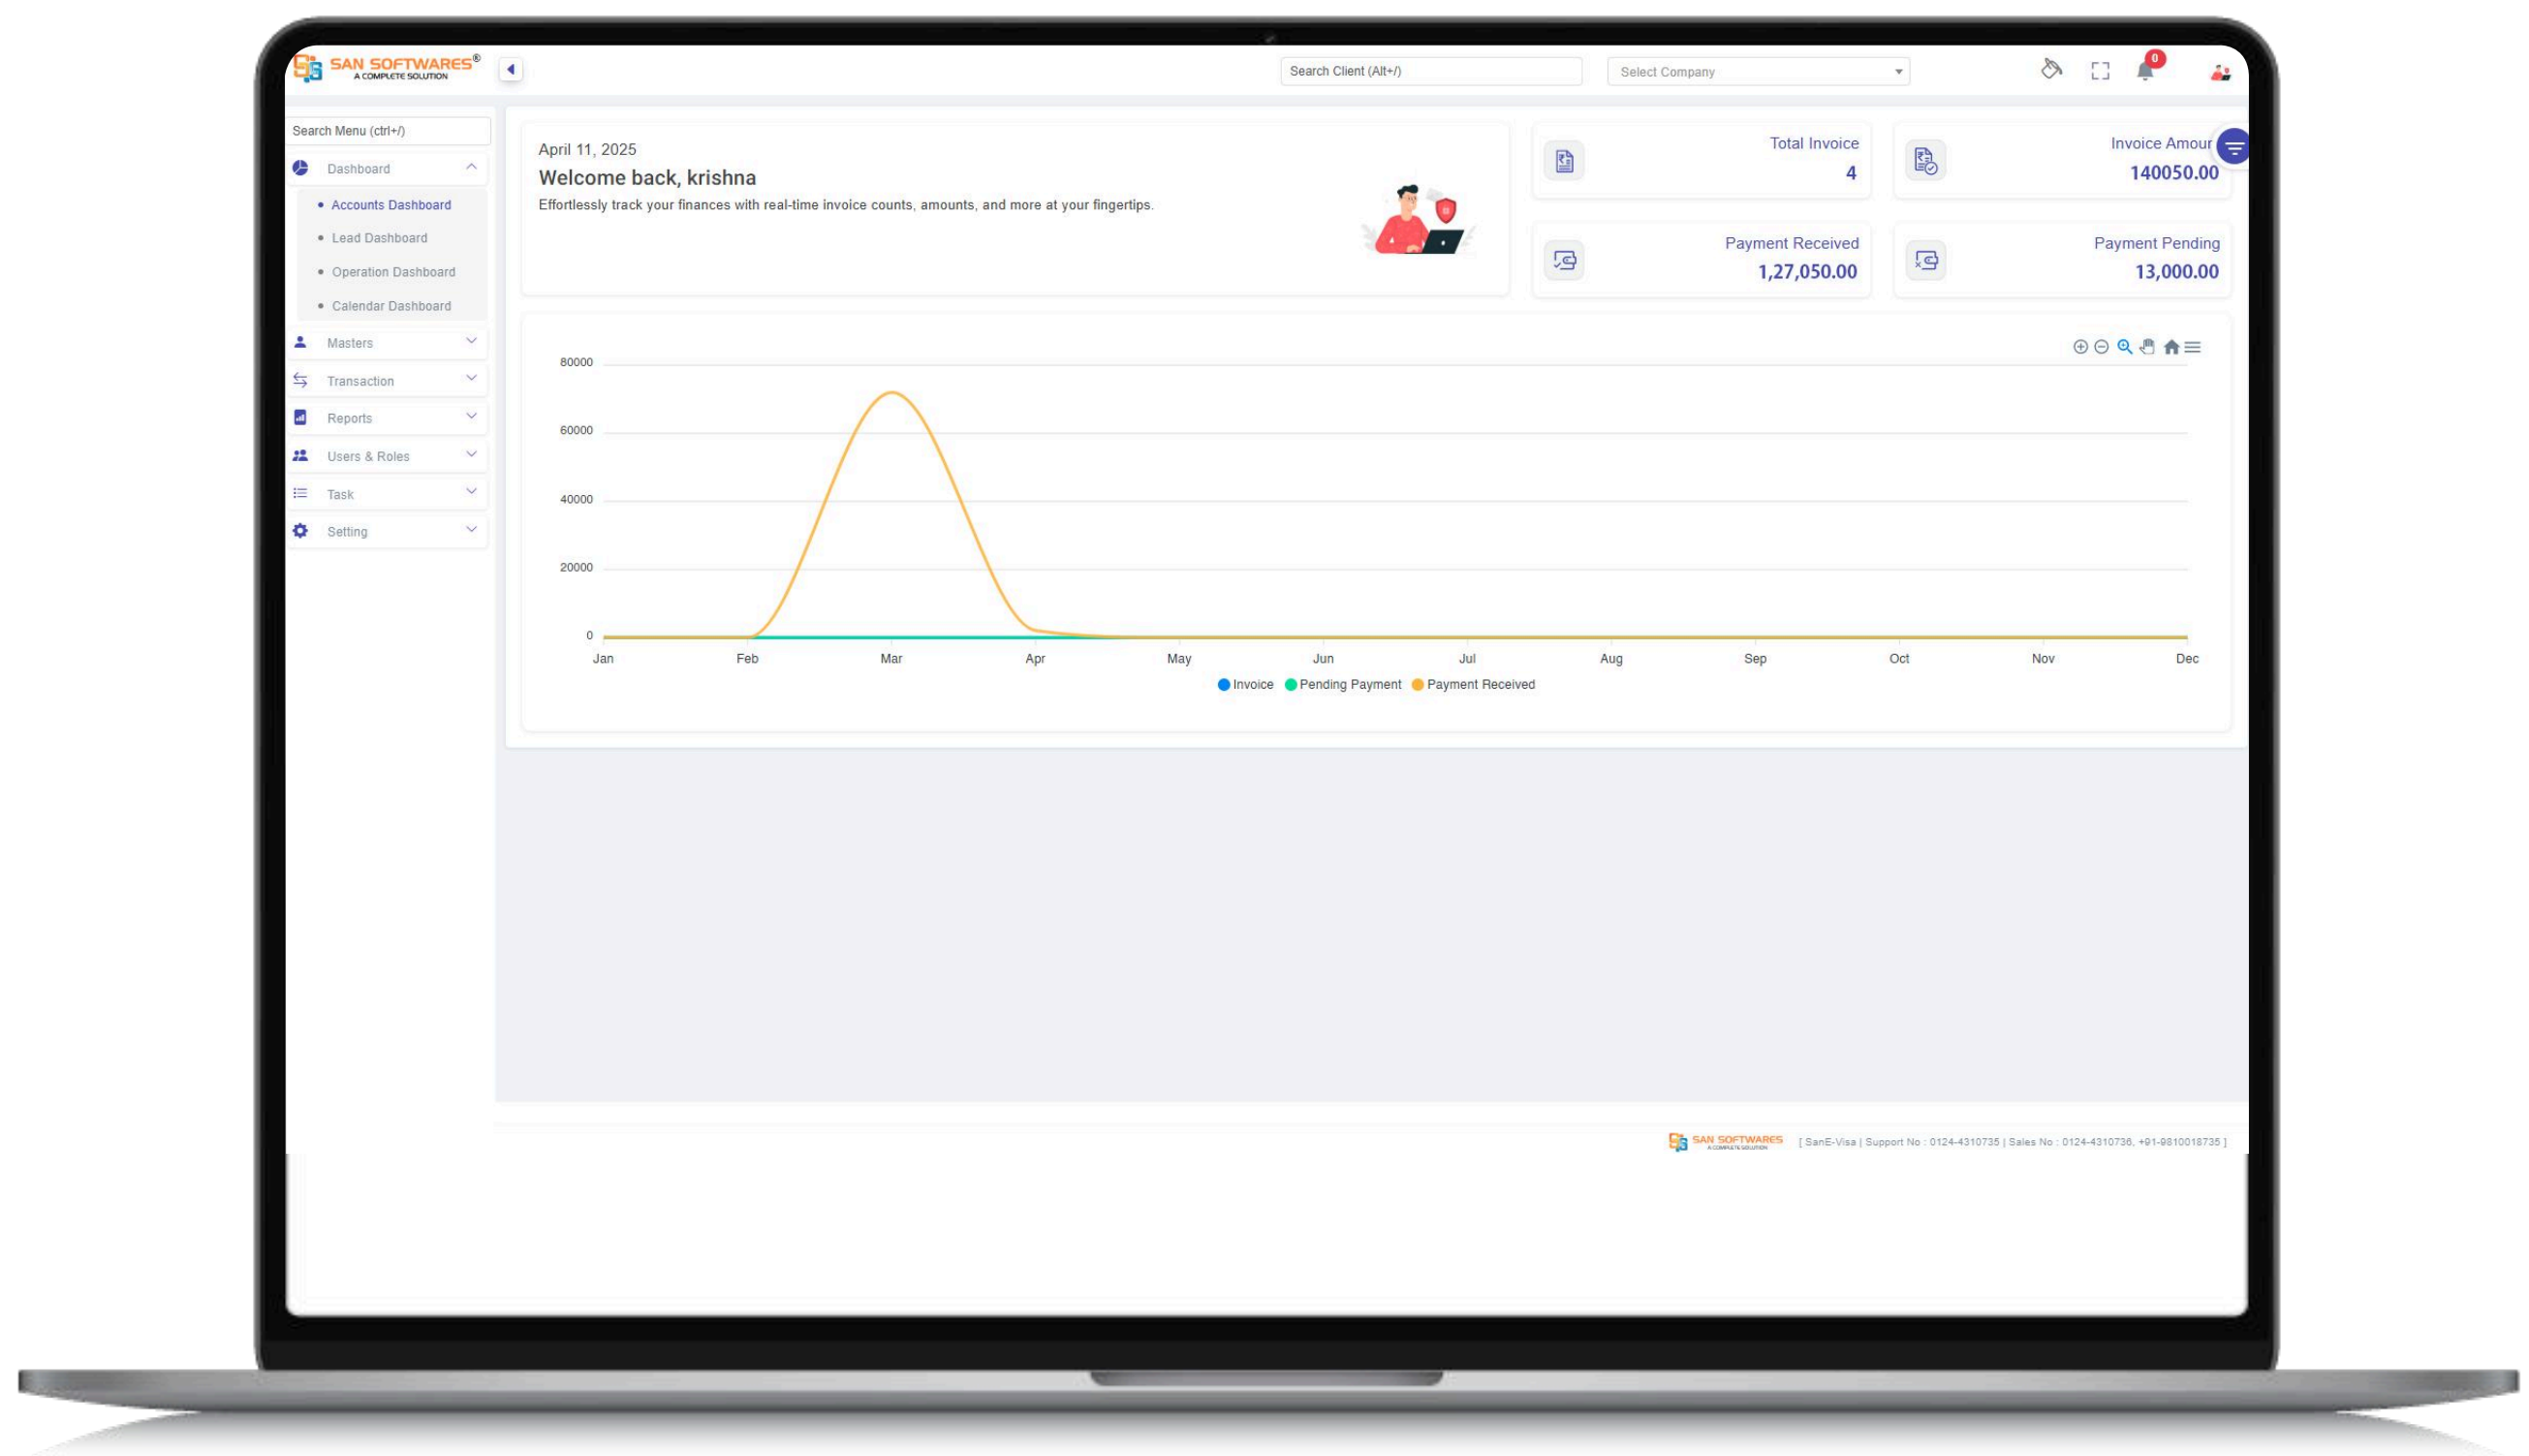 SAN SOFTWARES®
A COMPLETE SOLUTION
Search Client (Alt+/)
Select Company
0
Search Menu (ctrl+/)
Dashboard
Accounts Dashboard
Lead Dashboard
Operation Dashboard
Calendar Dashboard
Masters
Transaction
Reports
Users & Roles
Task
Setting
April 11, 2025
Welcome back, krishna
Effortlessly track your finances with real-time invoice counts, amounts, and more at your fingertips.
Total Invoice
4
Invoice Amour
140050.00
Payment Received
1,27,050.00
Payment Pending
13,000.00
80000
60000
40000
20000
0
Jan Feb Mar Apr May Jun Jul Aug Sep Oct Nov Dec
Invoice Pending Payment Payment Received
SAN SOFTWARES
A COMPLETE SOLUTION
[ SanE-Visa | Support No : 0124-4310735 | Sales No : 0124-4310736, +91-9810018735 ]